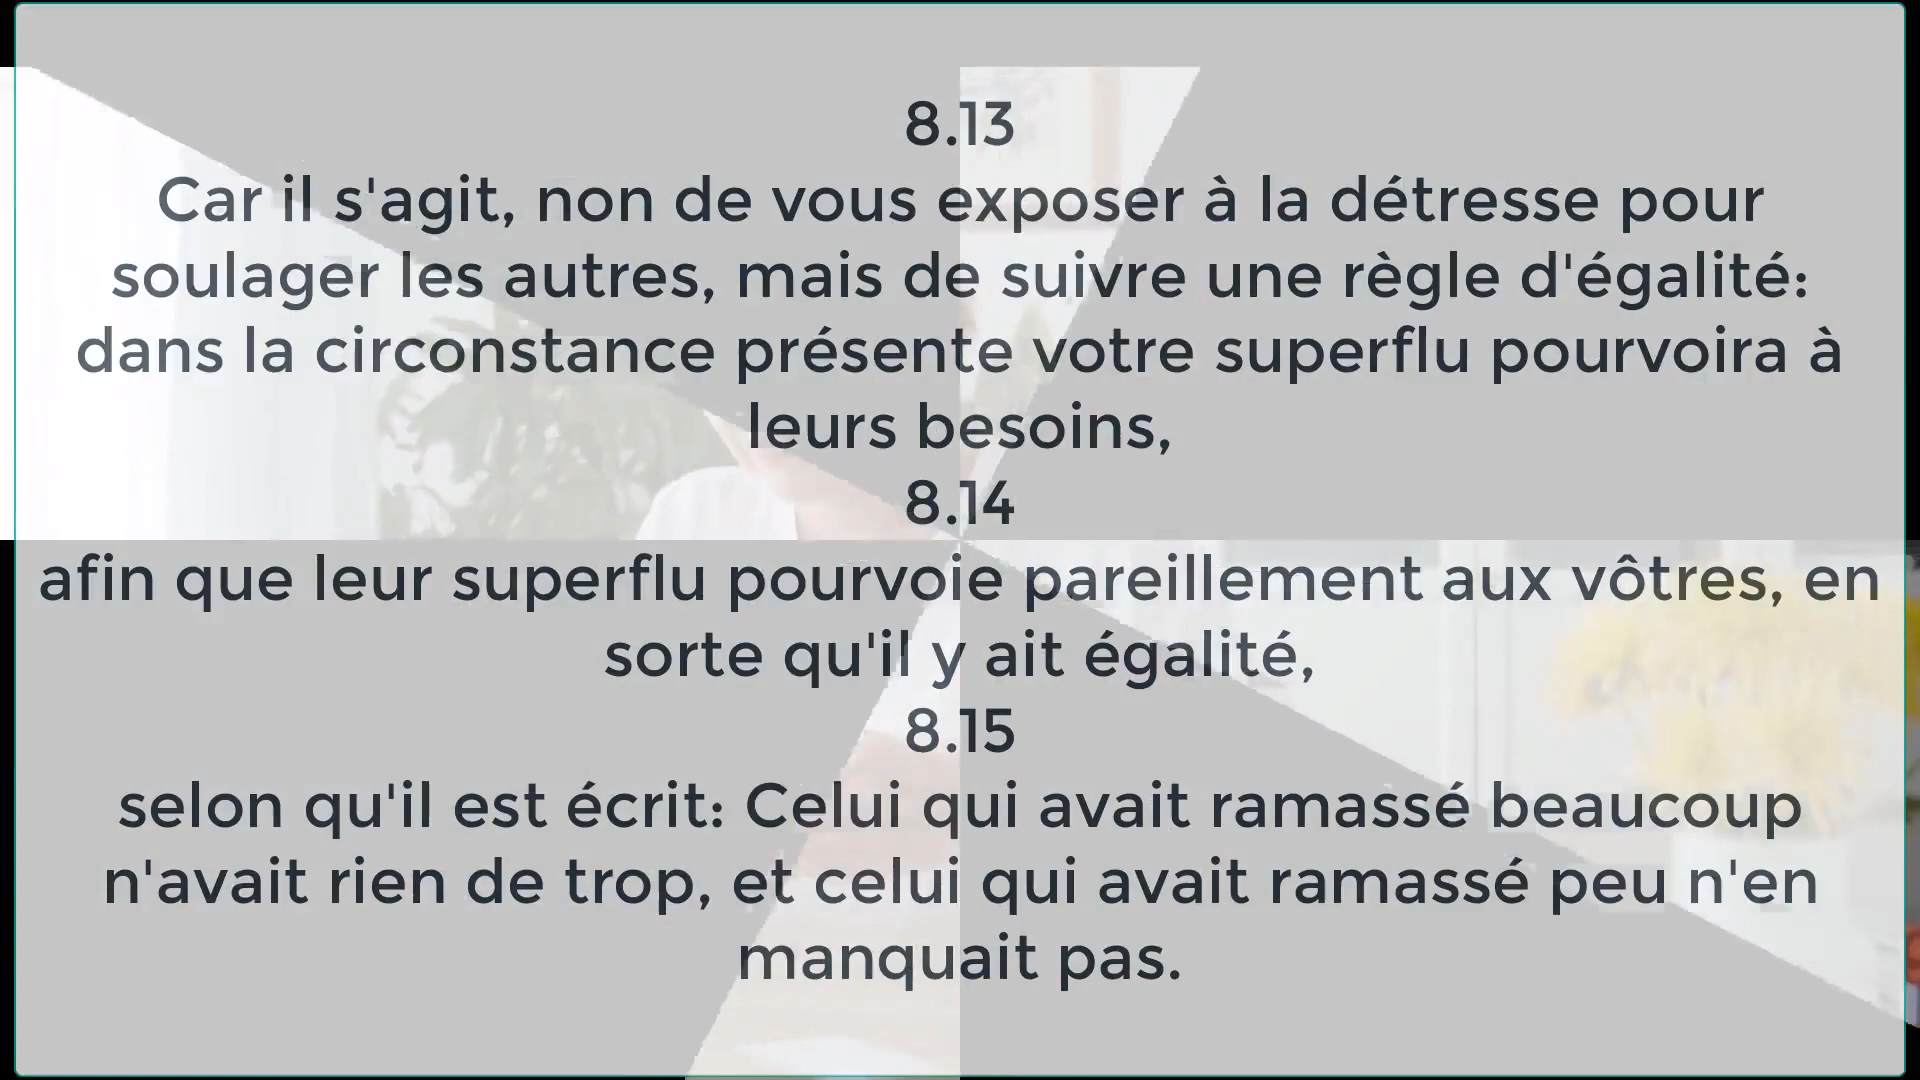 8.13
Car il s'agit, non de vous exposer à la détresse pour
soulager les autres, mais de suivre une règle d'égalité:
dans la circonstance présente votre superflu pourvoira à
leurs besoins,
8.14
afin que leur superflu pourvoie pareillement aux vôtres, en
sorte qu'il y ait égalité,
8.15
selon qu'il est écrit: Celui qui avait ramassé beaucoup
n'avait rien de trop, et celui qui avait ramassé peu n'en
manquait pas.